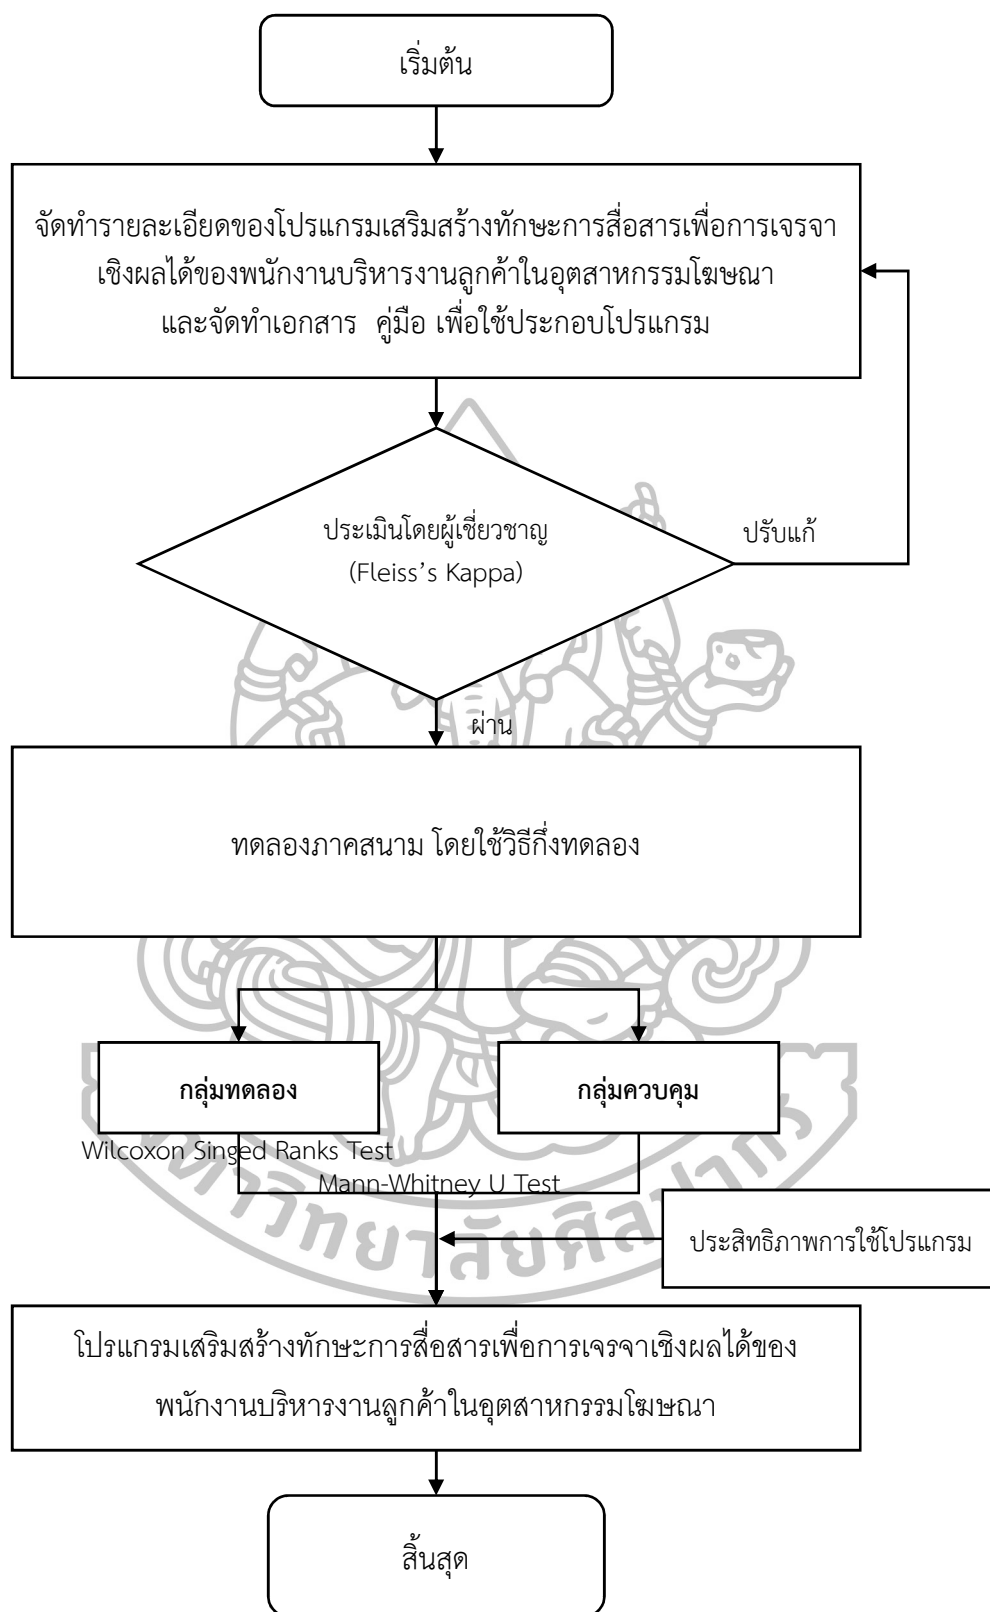 เริ่มต้น
จัดทำรายละเอียดของโปรแกรมเสริมสร้างทักษะการสื่อสารเพื่อการเจรจา
เชิงผลได้ของพนักงานบริหารงานลูกค้าในอุตสาหกรรมโฆษณา
และจัดทำเอกสาร คู่มือ เพื่อใช้ประกอบโปรแกรม
ประเมินโดยผู้เชี่ยวชาญ
(Fleiss's Kappa)
ปรับแก้
ผ่าน
ทดลองภาคสนาม โดยใช้วิธีกึ่งทดลอง
กลุ่มทดลอง
กลุ่มควบคุม
Wilcoxon Singed Ranks Test
Mann-Whitney U Test
ประสิทธิภาพการใช้โปรแกรม
โปรแกรมเสริมสร้างทักษะการสื่อสารเพื่อการเจรจาเชิงผลได้ของ
พนักงานบริหารงานลูกค้าในอุตสาหกรรมโฆษณา
สิ้นสุด